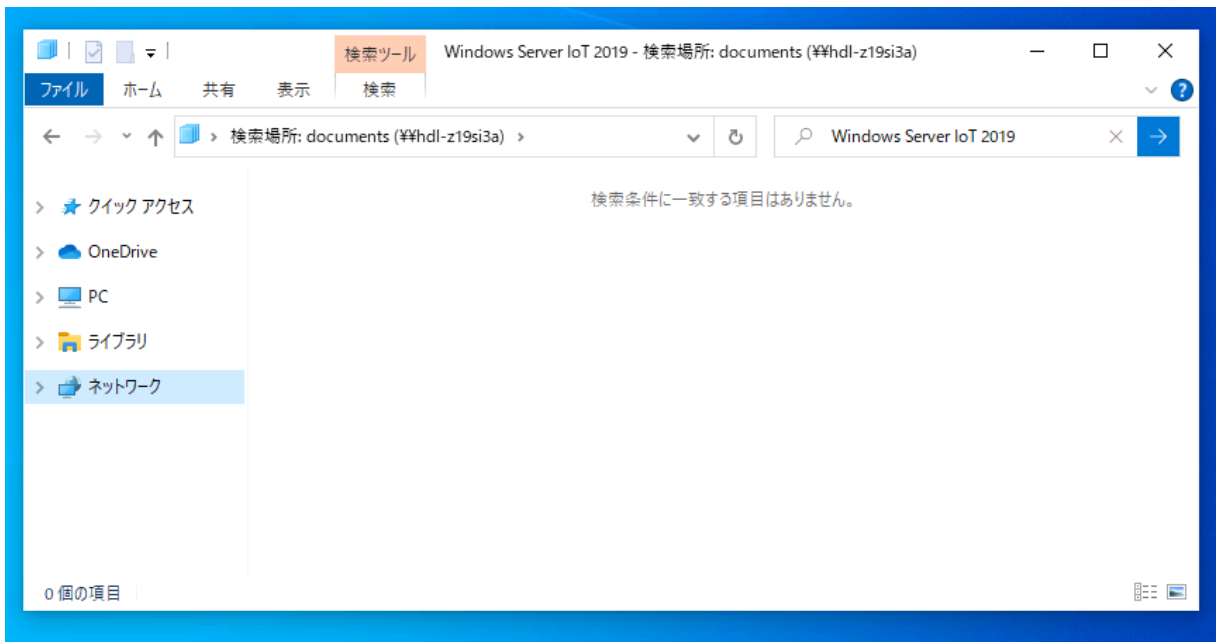 検索ツール
Windows Server IoT 2019 - 検索場所: documents (¥¥hdl-z19si3a)
ファイル ホーム 共有 表示 検索
検索場所: documents (¥¥hdl-z19si3a)
Windows Server IoT 2019
クイック アクセス
検索条件に一致する項目はありません。
OneDrive
PC
ライブラリ
ネットワーク
0 個の項目